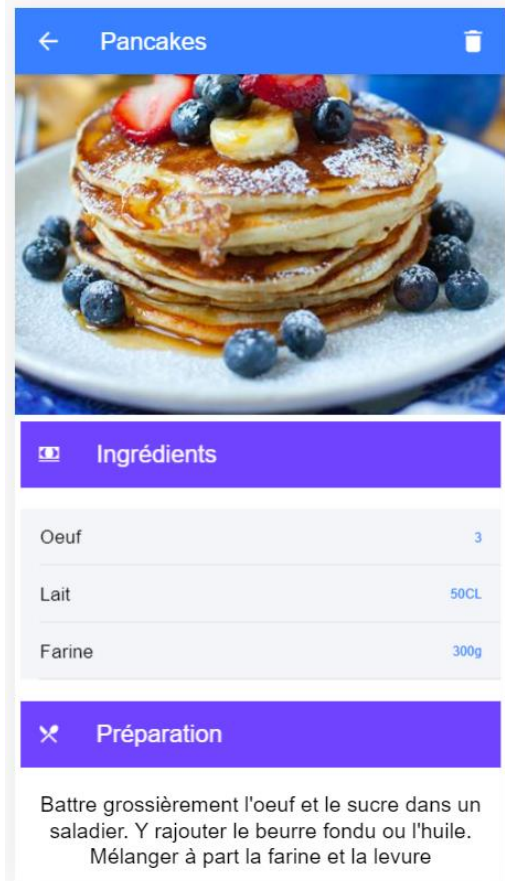 Pancakes
Ingrédients
Oeuf 3
Lait 50CL
Farine 300g
Préparation
Battre grossièrement l'oeuf et le sucre dans un
saladier. Y rajouter le beurre fondu ou l'huile.
Mélanger à part la farine et la levure